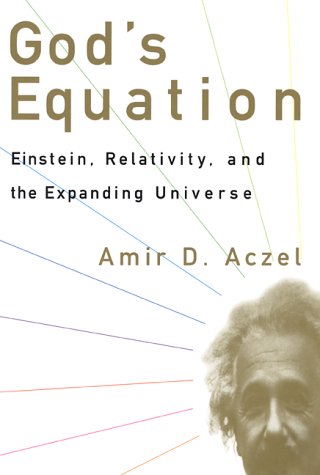 God's
Equation
Einstein, Relativity, and
the Expanding Universe
Amir D. Aczel